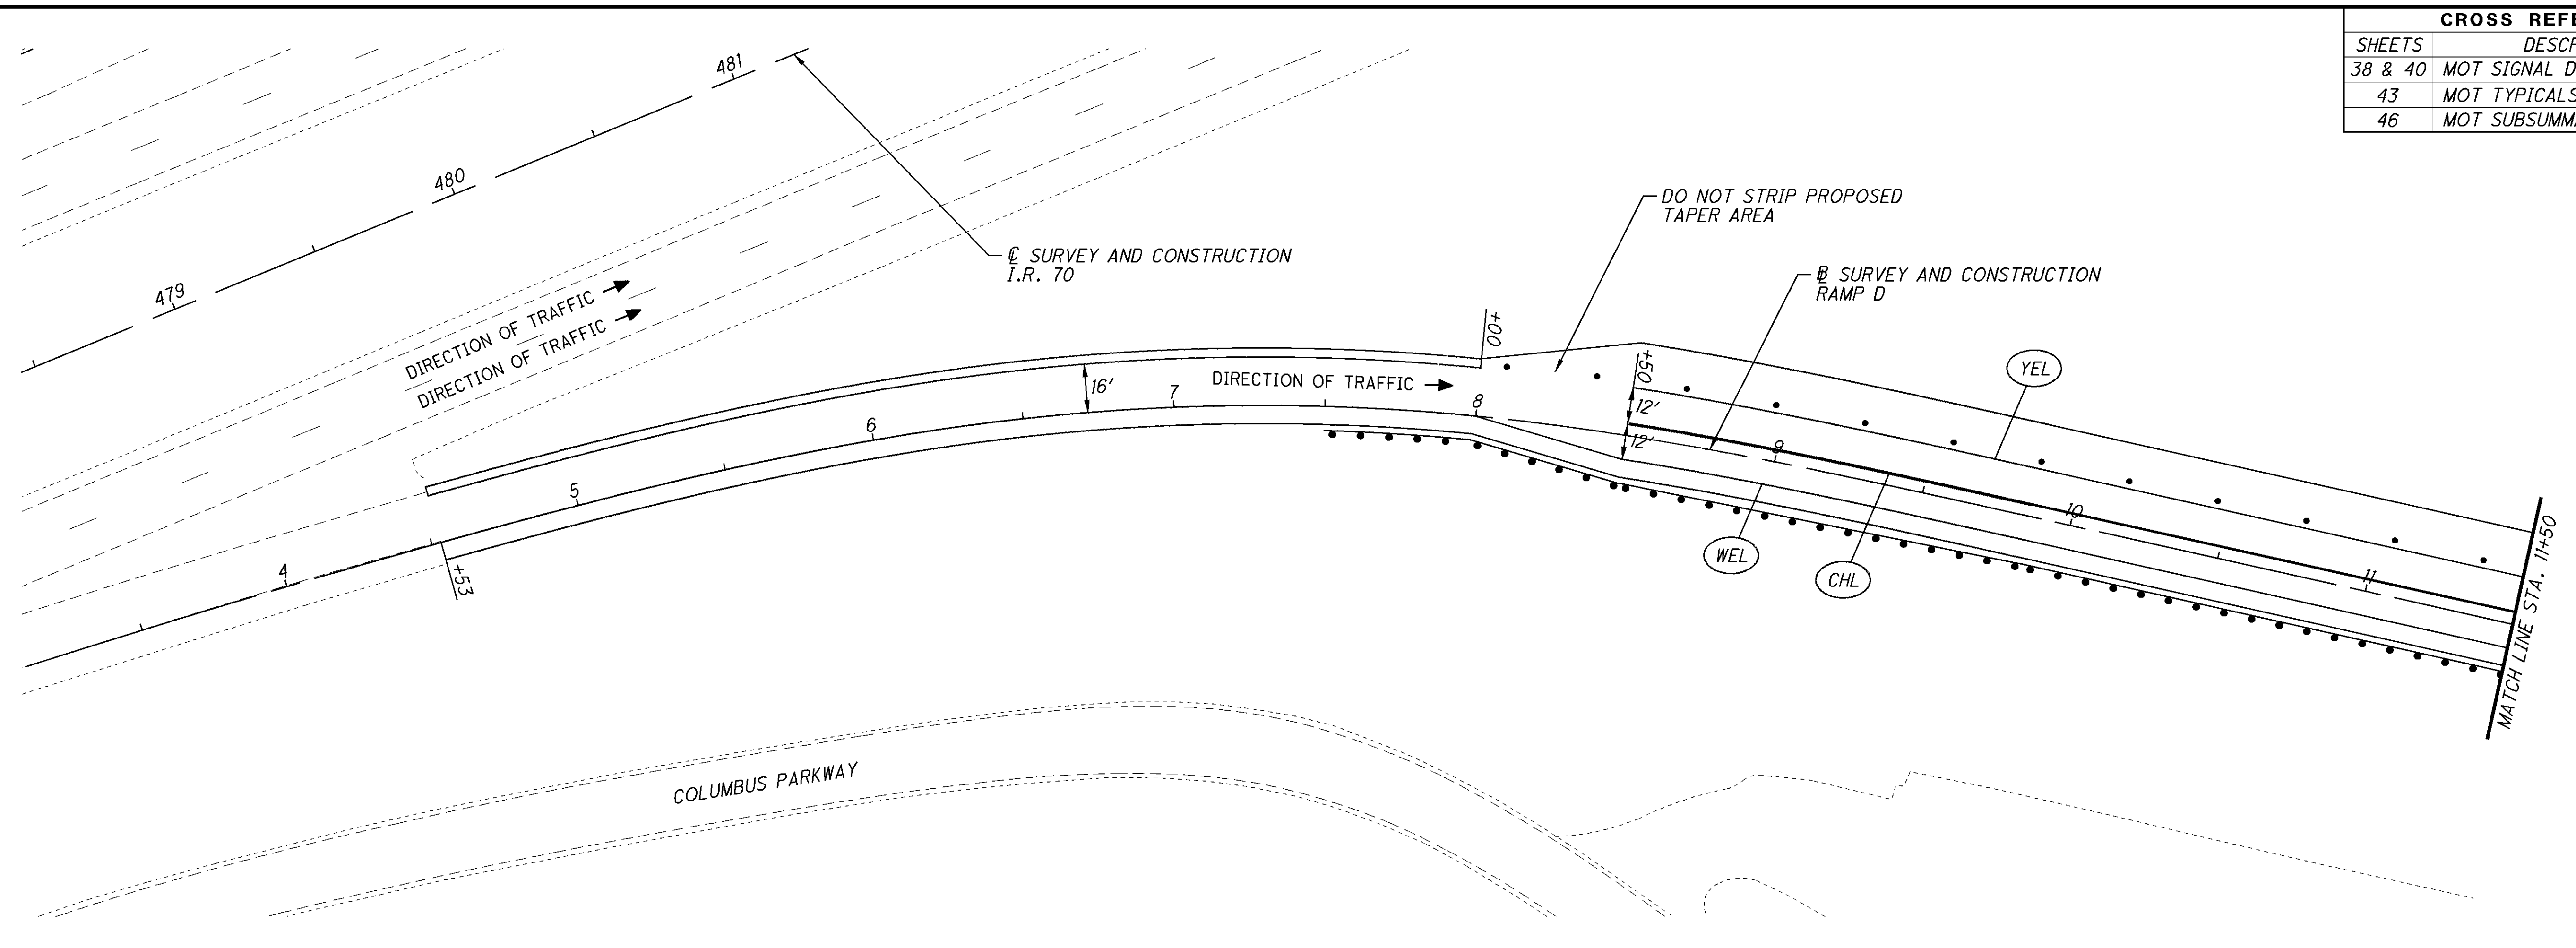 CROSS REFE
SHEETS DESCR
38 & 40 MOT SIGNAL D
43 MOT TYPICALS
46 MOT SUBSUMMA
481
480
479
DO NOT STRIP PROPOSED
TAPER AREA
℄ SURVEY AND CONSTRUCTION
I.R. 70
BL SURVEY AND CONSTRUCTION
RAMP D
DIRECTION OF TRAFFIC
DIRECTION OF TRAFFIC
+00
+50
YEL
16'
DIRECTION OF TRAFFIC
12'
12'
4
5
6
7
8
9
10
11
+53
WEL
CHL
MATCH LINE STA. 11+50
COLUMBUS PARKWAY